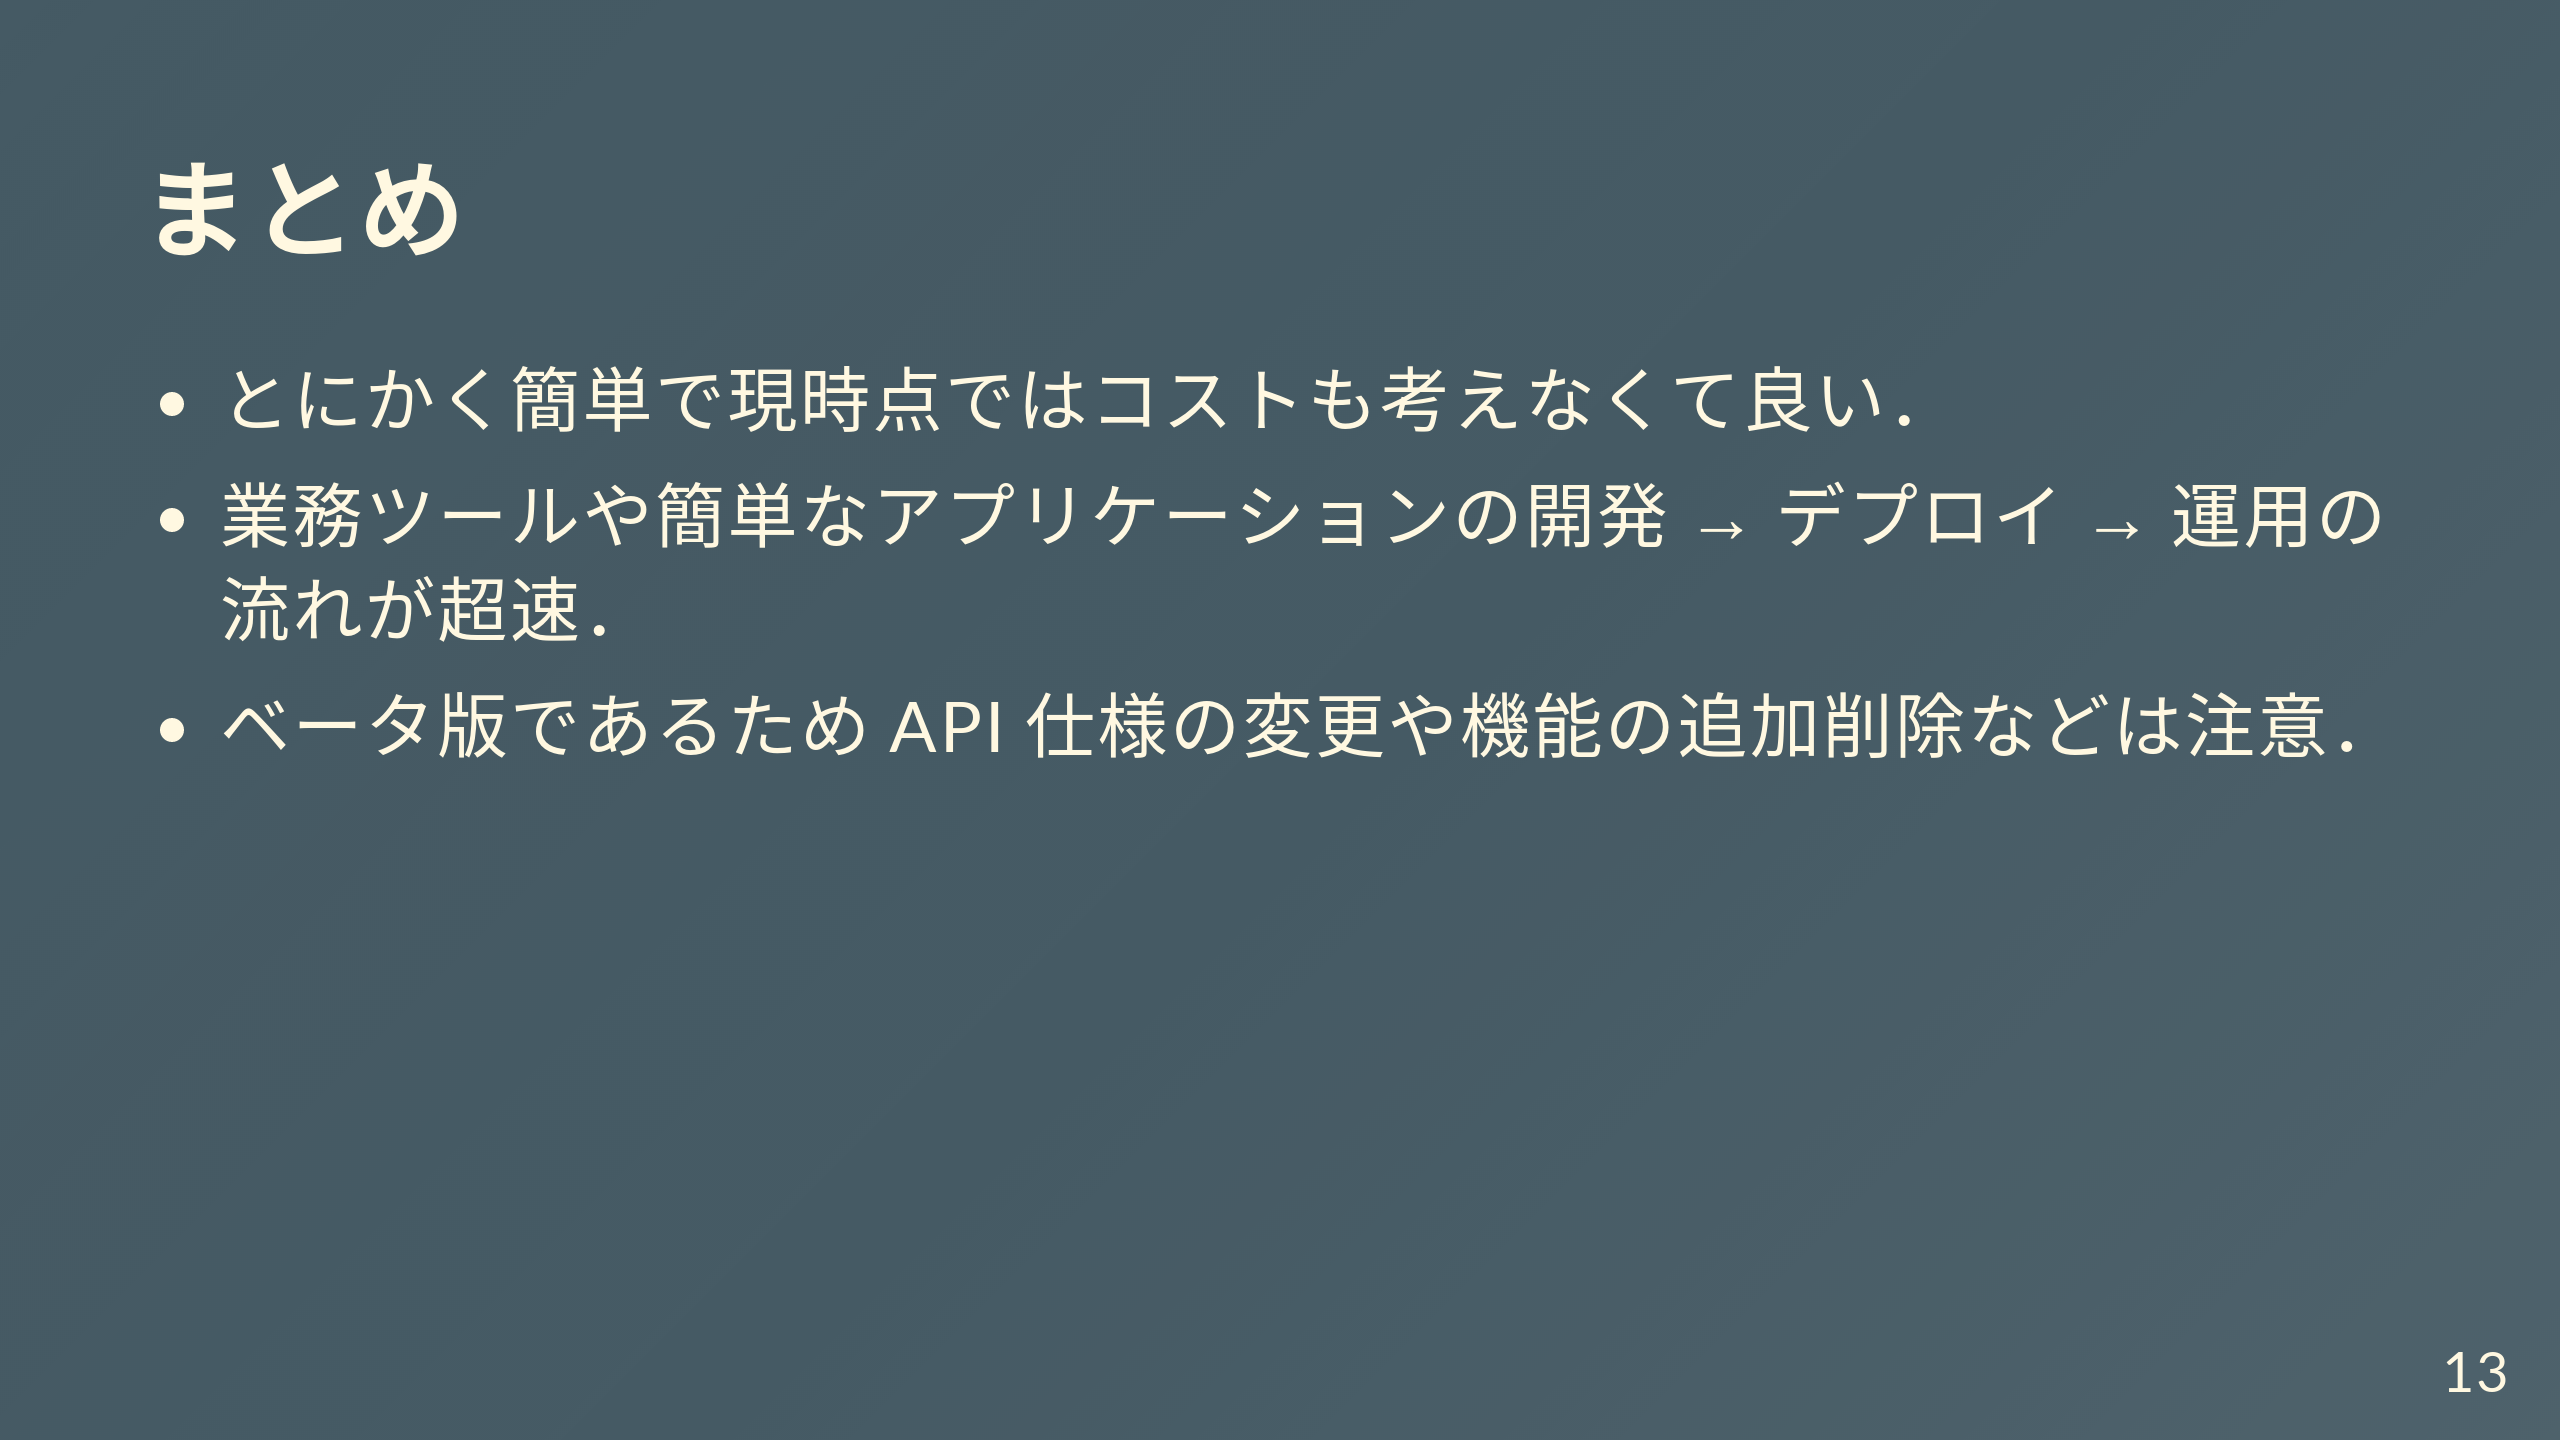 まとめ
• とにかく簡単で現時点ではコストも考えなくて良い．
• 業務ツールや簡単なアプリケーションの開発 → デプロイ → 運用の
流れが超速．
• ベータ版であるため API 仕様の変更や機能の追加削除などは注意．
13